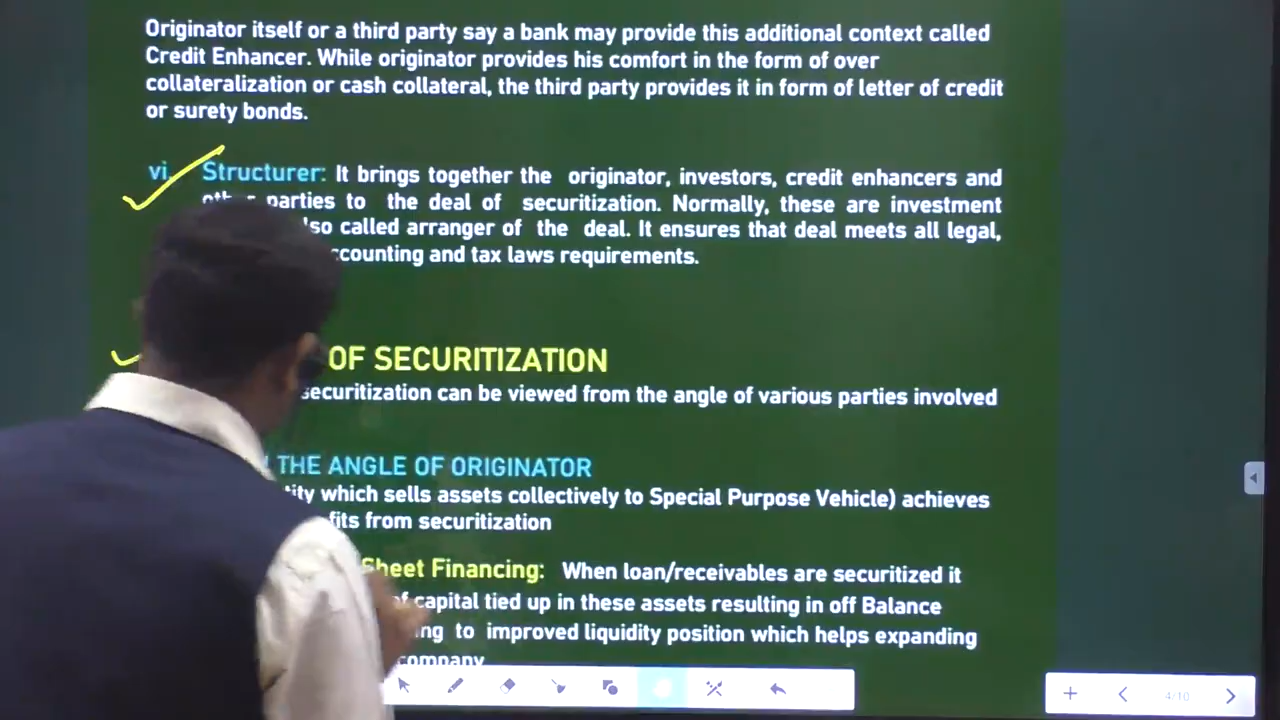 Originator itself or a third party say a bank may provide this additional context called
Credit Enhancer. While originator provides his comfort in the form of over
collateralization or cash collateral, the third party provides it in form of letter of credit
or surety bonds.
vi. Structurer: It brings together the originator, investors, credit enhancers and
parties to the deal of securitization. Normally, these are investment
called arranger of the deal. It ensures that deal meets all legal,
and tax laws requirements.
OF SECURITIZATION
securitization can be viewed from the angle of various parties involved
THE ANGLE OF ORIGINATOR
which sells assets collectively to Special Purpose Vehicle) achieves
from securitization
Sheet Financing: When loan/receivables are securitized it
of capital tied up in these assets resulting in off Balance
to improved liquidity position which helps expanding
company
4/10